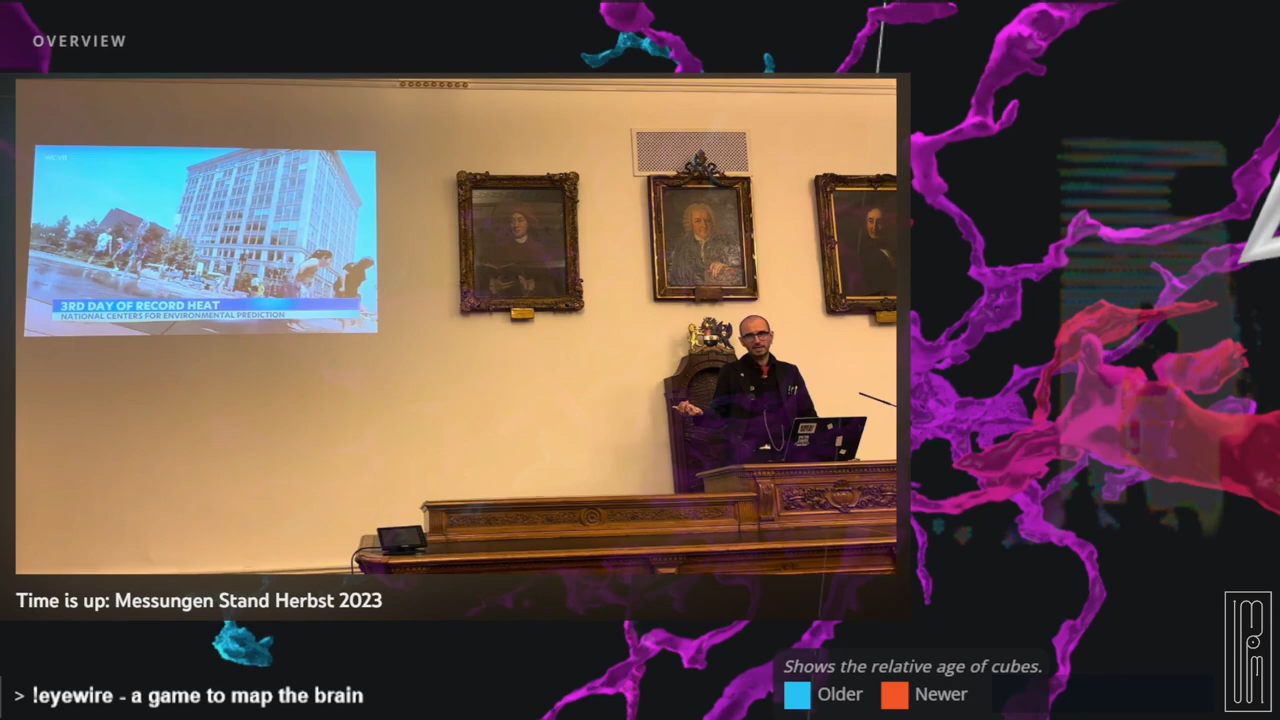 OVERVIEW
wcvb
3RD DAY OF RECORD HEAT
NATIONAL CENTERS FOR ENVIRONMENTAL PREDICTION
Time is up: Messungen Stand Herbst 2023
Shows the relative age of cubes.
Older Newer
> !eyewire - a game to map the brain